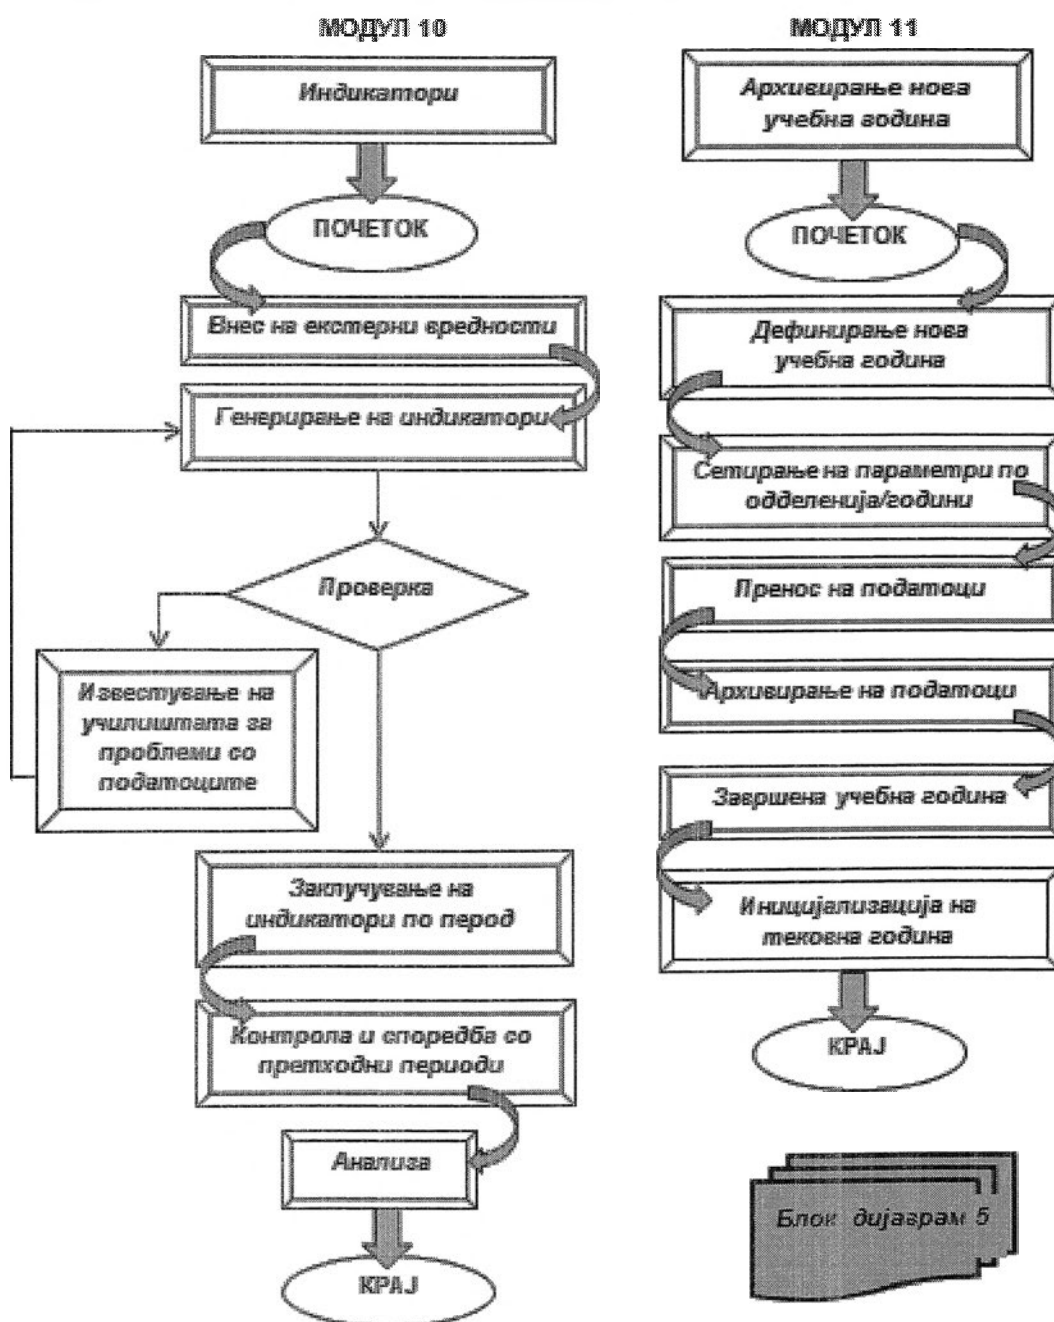 МОДУЛ 10
Индикатори
ПОЧЕТОК
Внес на екстерни вредности
Генерирање на индикатори
Проверка
Известување на
училиштата за
проблеми со
податоците
Заклучување на
индикатори по перод
Контрола и споредба со
претходни периоди
Анализа
КРАЈ
МОДУЛ 11
Архивирање нова
учебна година
ПОЧЕТОК
Дефинирање нова
учебна година
Сетирање на параметри по
одделенија/години
Пренос на податоци
Архивирање на податоци
Завршена учебна година
Иницијализација на
тековна година
КРАЈ
Блок дијаграм 5